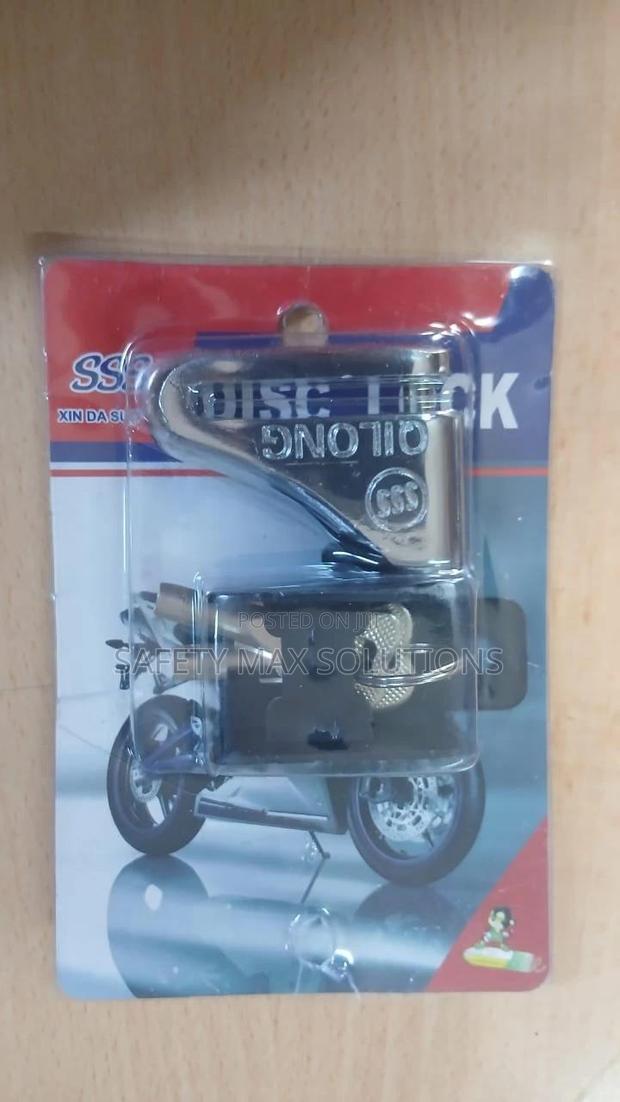 SSS
DISC LOCK
XIN DA SU
QILONG
SSS
POSTED ON JIJI
SAFETY MAX SOLUTIONS